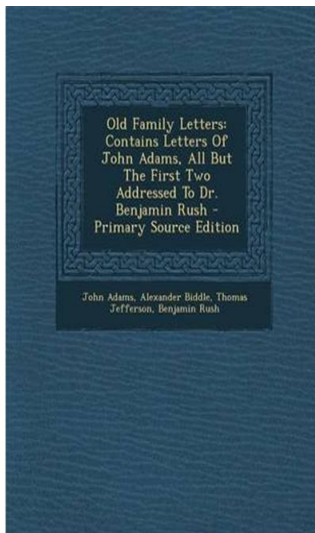 Old Family Letters:
Contains Letters Of
John Adams, All But
The First Two
Addressed To Dr.
Benjamin Rush -
Primary Source Edition
John Adams, Alexander Biddle, Thomas
Jefferson, Benjamin Rush